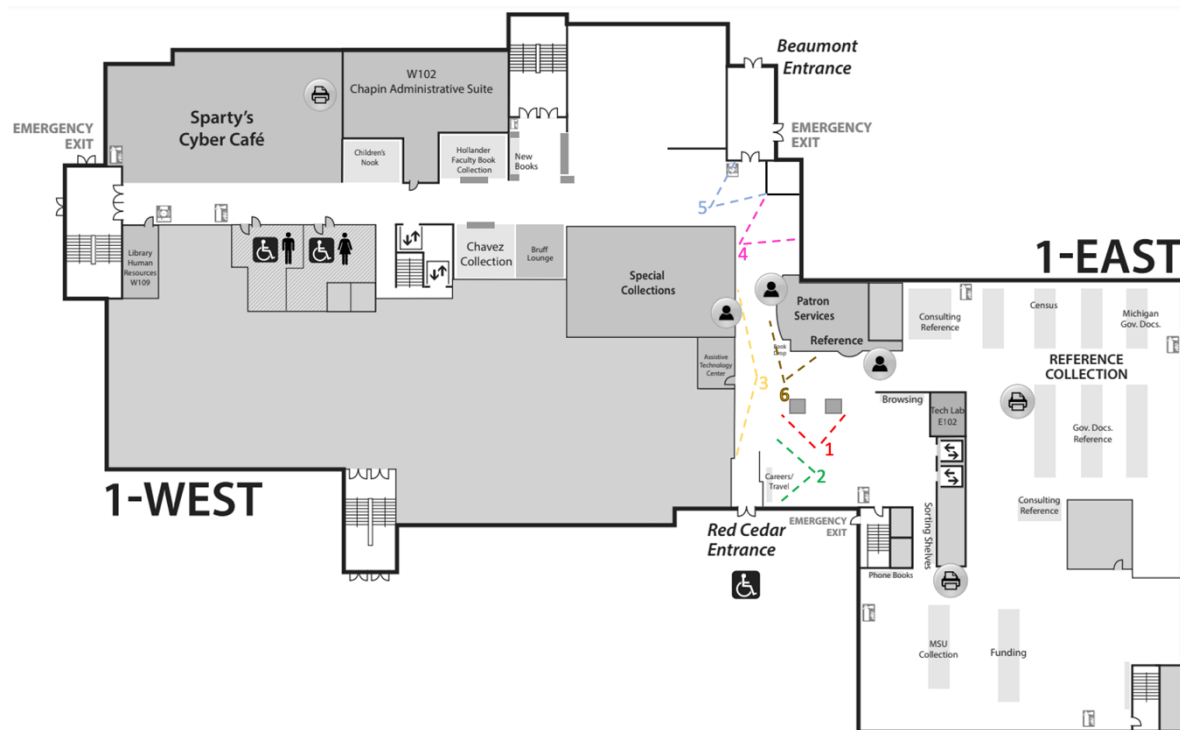 Beaumont
Entrance
W102
Chapin Administrative Suite
Sparty's
Cyber Café
EMERGENCY
EXIT
EMERGENCY
EXIT
Children's
Nook
Hollander
Faculty Book
Collection
New
Books
5
4
1-EAST
Library
Human
Resources
W109
Chavez
Collection
Bruff
Lounge
Special
Collections
Patron
Services
Reference
Consulting
Reference
Census
Michigan
Gov. Docs.
Book
Drop
REFERENCE
COLLECTION
Assistive
Technology
Center
3
6
Browsing
Tech Lab
E102
Gov. Docs.
Reference
1
2
Careers/
Travel
1-WEST
Consulting
Reference
Sorting Shelves
Red Cedar
Entrance
EMERGENCY
EXIT
Phone Books
MSU
Collection
Funding